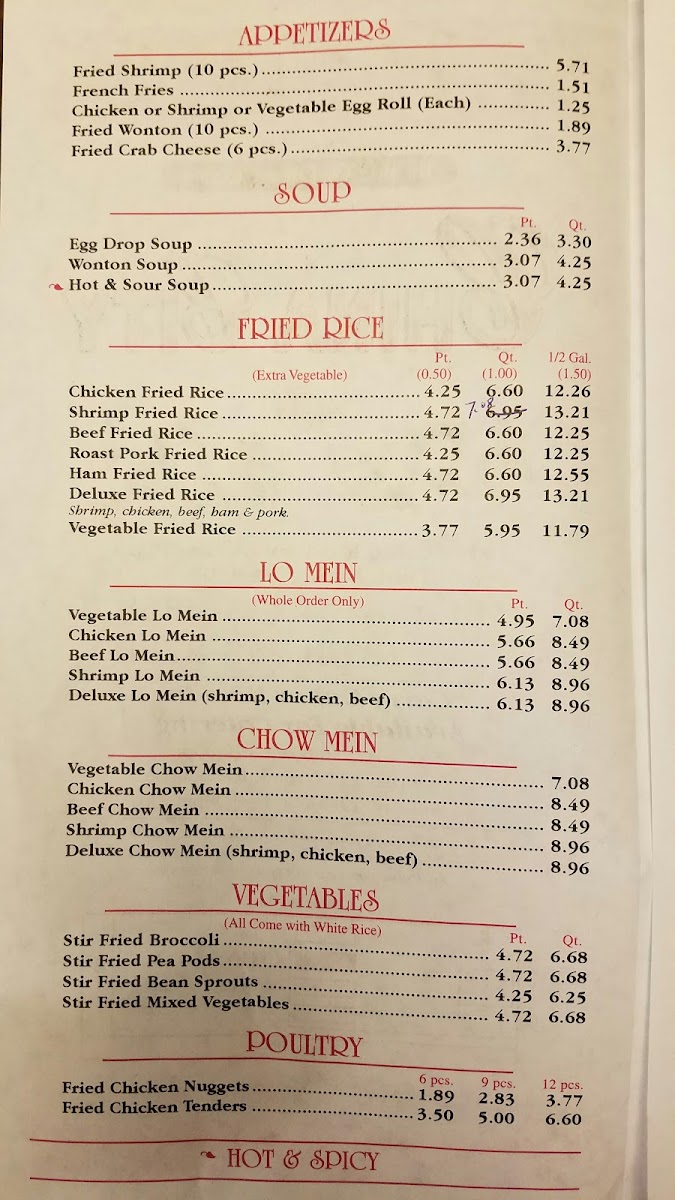 APPETIZERS
Fried Shrimp (10 pcs.) 5.71
French Fries 1.51
Chicken or Shrimp or Vegetable Egg Roll (Each) 1.25
Fried Wonton (10 pcs.) 1.89
Fried Crab Cheese (6 pcs.) 3.77
SOUP
Pt. Qt.
Egg Drop Soup 2.36 3.30
Wonton Soup 3.07 4.25
Hot & Sour Soup 3.07 4.25
FRIED RICE
Pt. Qt. 1/2 Gal.
(Extra Vegetable) (0.50) (1.00) (1.50)
Chicken Fried Rice 4.25 6.60 12.26
Shrimp Fried Rice 4.72 7.08 6.95 13.21
Beef Fried Rice 4.72 6.60 12.25
Roast Pork Fried Rice 4.25 6.60 12.25
Ham Fried Rice 4.72 6.60 12.55
Deluxe Fried Rice 4.72 6.95 13.21
Shrimp, chicken, beef, ham & pork.
Vegetable Fried Rice 3.77 5.95 11.79
LO MEIN
(Whole Order Only) Pt. Qt.
Vegetable Lo Mein 4.95 7.08
Chicken Lo Mein 5.66 8.49
Beef Lo Mein 5.66 8.49
Shrimp Lo Mein 6.13 8.96
Deluxe Lo Mein (shrimp, chicken, beef) 6.13 8.96
CHOW MEIN
Vegetable Chow Mein 7.08
Chicken Chow Mein 8.49
Beef Chow Mein 8.49
Shrimp Chow Mein 8.96
Deluxe Chow Mein (shrimp, chicken, beef) 8.96
VEGETABLES
(All Come with White Rice) Pt. Qt.
Stir Fried Broccoli 4.72 6.68
Stir Fried Pea Pods 4.72 6.68
Stir Fried Bean Sprouts 4.25 6.25
Stir Fried Mixed Vegetables 4.72 6.68
POULTRY
6 pcs. 9 pcs. 12 pcs.
Fried Chicken Nuggets 1.89 2.83 3.77
Fried Chicken Tenders 3.50 5.00 6.60
HOT & SPICY